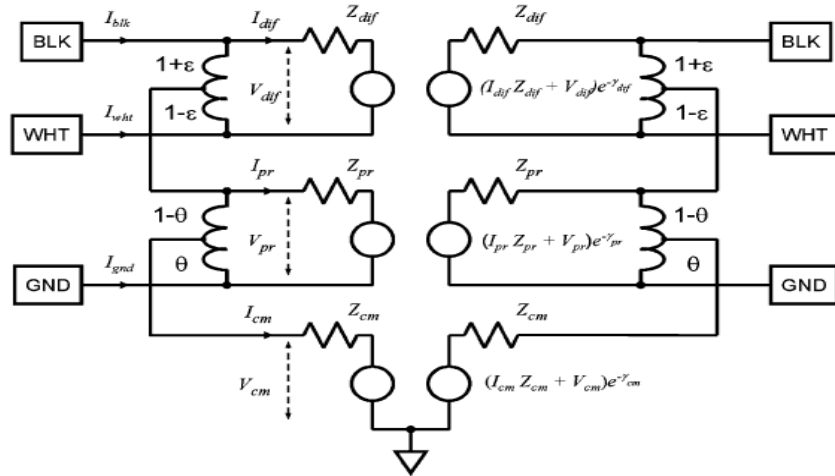 I_blk I_dif Z_dif Z_dif
BLK 1+ε V_dif (I_dif Z_dif + V_dif)e^-γ_dif 1+ε BLK
I_wht 1-ε 1-ε
WHT I_pr Z_pr Z_pr WHT
1-θ V_pr (I_pr Z_pr + V_pr)e^-γ_pr 1-θ
I_gnd θ θ
GND I_cm Z_cm Z_cm GND
V_cm (I_cm Z_cm + V_cm)e^-γ_cm